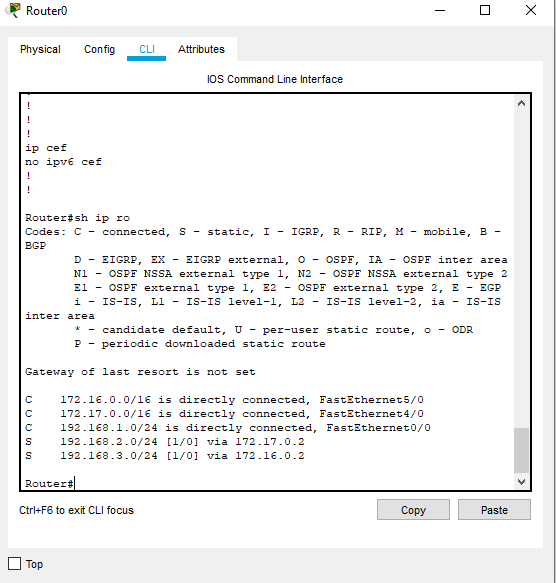 Router0
Physical Config CLI Attributes
IOS Command Line Interface
!
!
!
!
ip cef
no ipv6 cef
!
!
Router#sh ip ro
Codes: C - connected, S - static, I - IGRP, R - RIP, M - mobile, B -
BGP
       D - EIGRP, EX - EIGRP external, O - OSPF, IA - OSPF inter area
       N1 - OSPF NSSA external type 1, N2 - OSPF NSSA external type 2
       E1 - OSPF external type 1, E2 - OSPF external type 2, E - EGP
       i - IS-IS, L1 - IS-IS level-1, L2 - IS-IS level-2, ia - IS-IS
inter area
       * - candidate default, U - per-user static route, o - ODR
       P - periodic downloaded static route
Gateway of last resort is not set
C    172.16.0.0/16 is directly connected, FastEthernet5/0
C    172.17.0.0/16 is directly connected, FastEthernet4/0
C    192.168.1.0/24 is directly connected, FastEthernet0/0
S    192.168.2.0/24 [1/0] via 172.17.0.2
S    192.168.3.0/24 [1/0] via 172.16.0.2
Router#
Ctrl+F6 to exit CLI focus
Copy Paste
Top